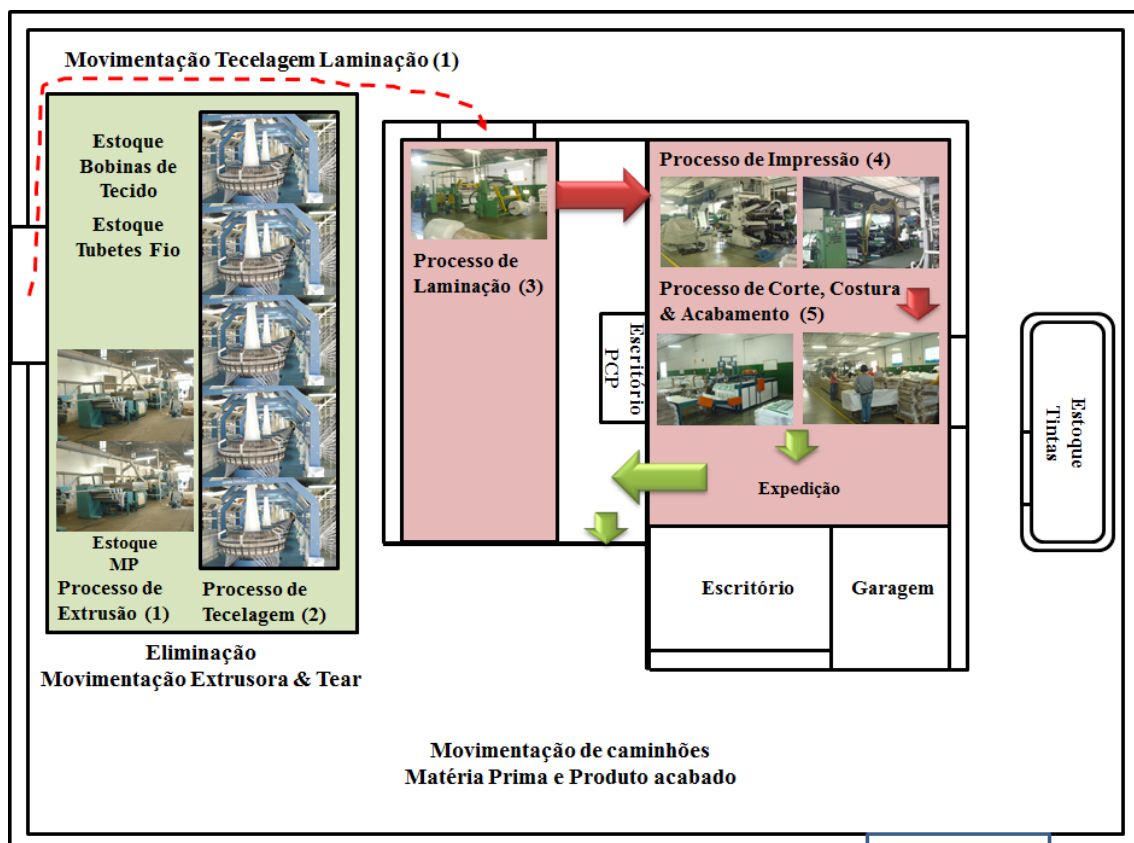 Movimentação Tecelagem Laminação (1)
Estoque
Bobinas de
Tecido
Estoque
Tubetes Fio
Estoque
MP
Processo de
Extrusão (1)
Processo de
Tecelagem (2)
Eliminação
Movimentação Extrusora & Tear
Processo de
Laminação (3)
Processo de Impressão (4)
Processo de Corte, Costura
& Acabamento (5)
Escritório
PCP
Expedição
Escritório
Garagem
Estoque
Tintas
Movimentação de caminhões
Matéria Prima e Produto acabado